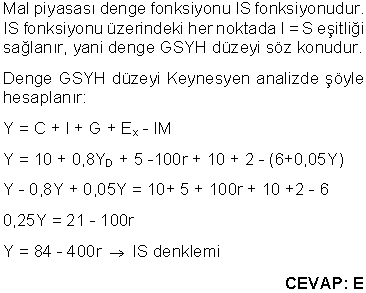 Mal piyasası denge fonksiyonu IS fonksiyonudur.
IS fonksiyonu üzerindeki her noktada I = S eşitliği
sağlanır, yani denge GSYH düzeyi söz konudur.
Denge GSYH düzeyi Keynesyen analizde şöyle
hesaplanır:
Y = C + I + G + Eₓ - IM
Y = 10 + 0,8Y_D + 5 -100r + 10 + 2 - (6+0,05Y)
Y - 0,8Y + 0,05Y = 10+ 5 + 100r + 10 +2 - 6
0,25Y = 21 - 100r
Y = 84 - 400r → IS denklemi
CEVAP: E